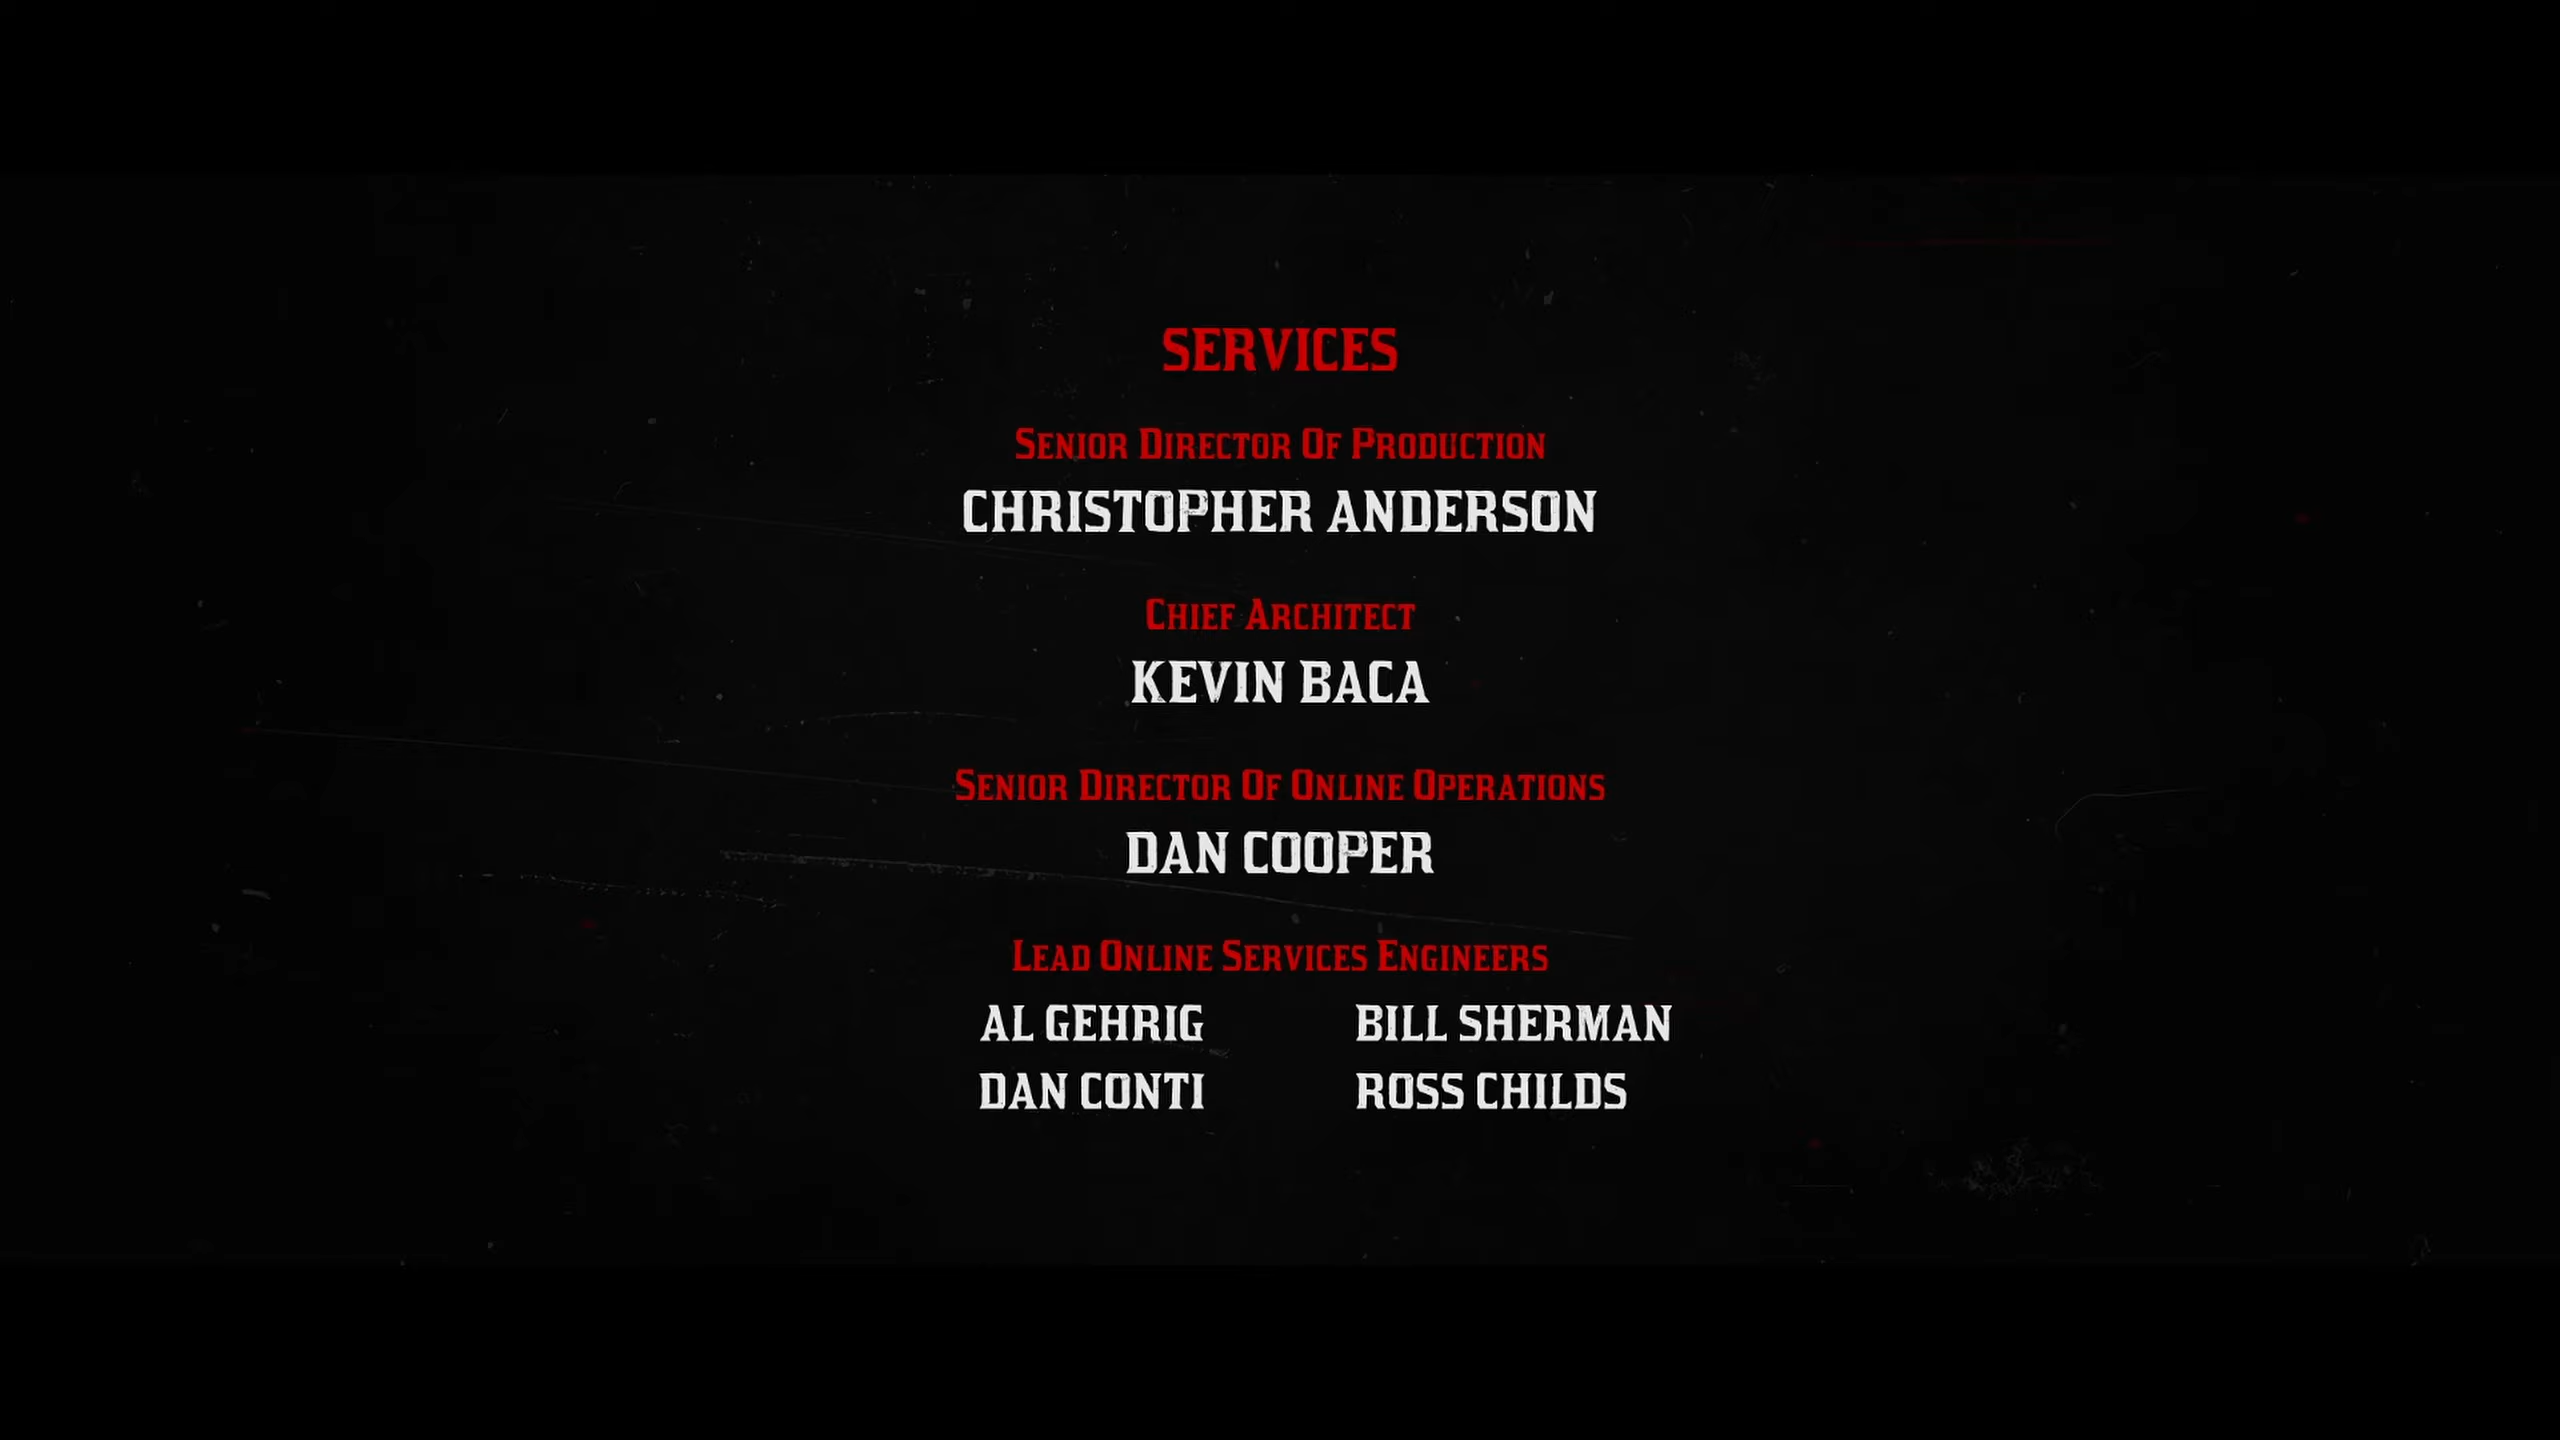 SERVICES
SENIOR DIRECTOR OF PRODUCTION
CHRISTOPHER ANDERSON
CHIEF ARCHITECT
KEVIN BACA
SENIOR DIRECTOR OF ONLINE OPERATIONS
DAN COOPER
LEAD ONLINE SERVICES ENGINEERS
AL GEHRIG BILL SHERMAN
DAN CONTI ROSS CHILDS